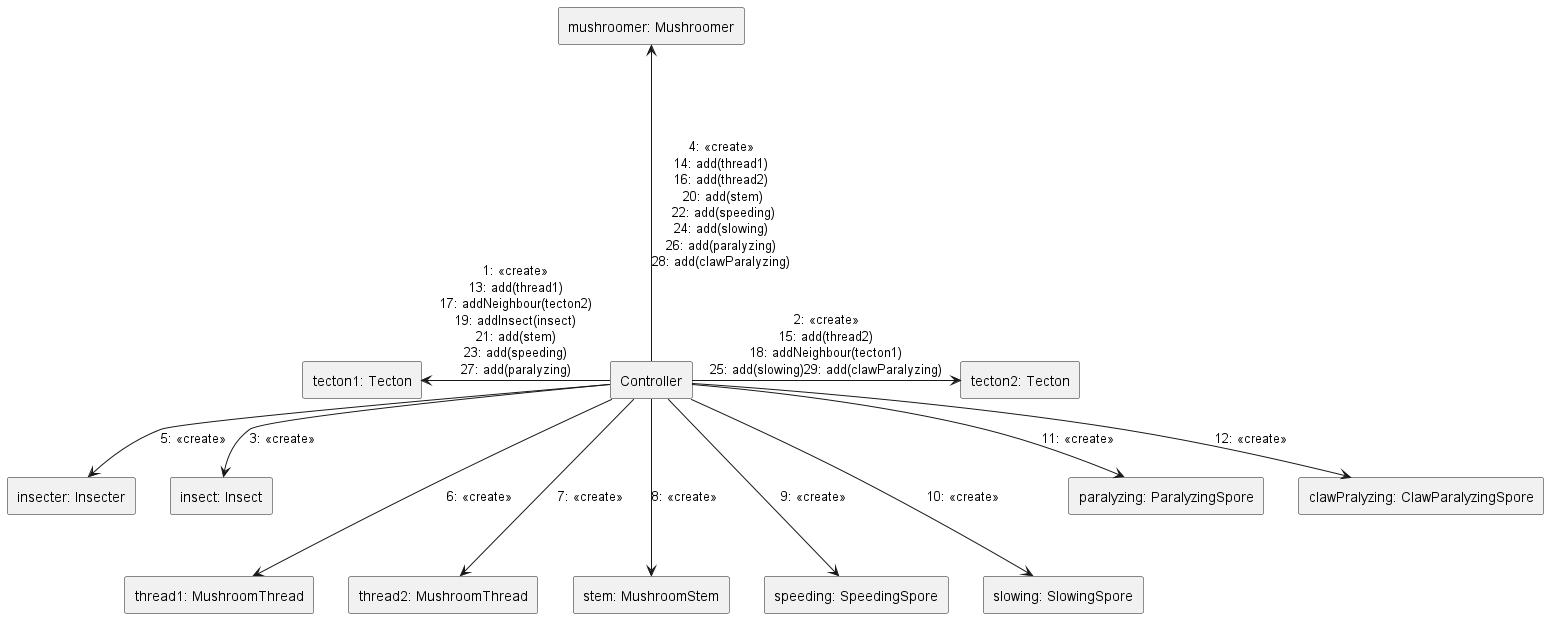 mushroomer: Mushroomer
4: «create»
14: add(thread1)
16: add(thread2)
20: add(stem)
22: add(speeding)
24: add(slowing)
26: add(paralyzing)
28: add(clawParalyzing)
1: «create»
13: add(thread1)
17: addNeighbour(tecton2)
19: addInsect(insect)
21: add(stem)
23: add(speeding)
27: add(paralyzing)
2: «create»
15: add(thread2)
18: addNeighbour(tecton1)
25: add(slowing)29: add(clawParalyzing)
tecton1: Tecton
Controller
tecton2: Tecton
5: «create»
3: «create»
11: «create»
12: «create»
insecter: Insecter
insect: Insect
6: «create»
7: «create»
8: «create»
9: «create»
10: «create»
paralyzing: ParalyzingSpore
clawPralyzing: ClawParalyzingSpore
thread1: MushroomThread
thread2: MushroomThread
stem: MushroomStem
speeding: SpeedingSpore
slowing: SlowingSpore